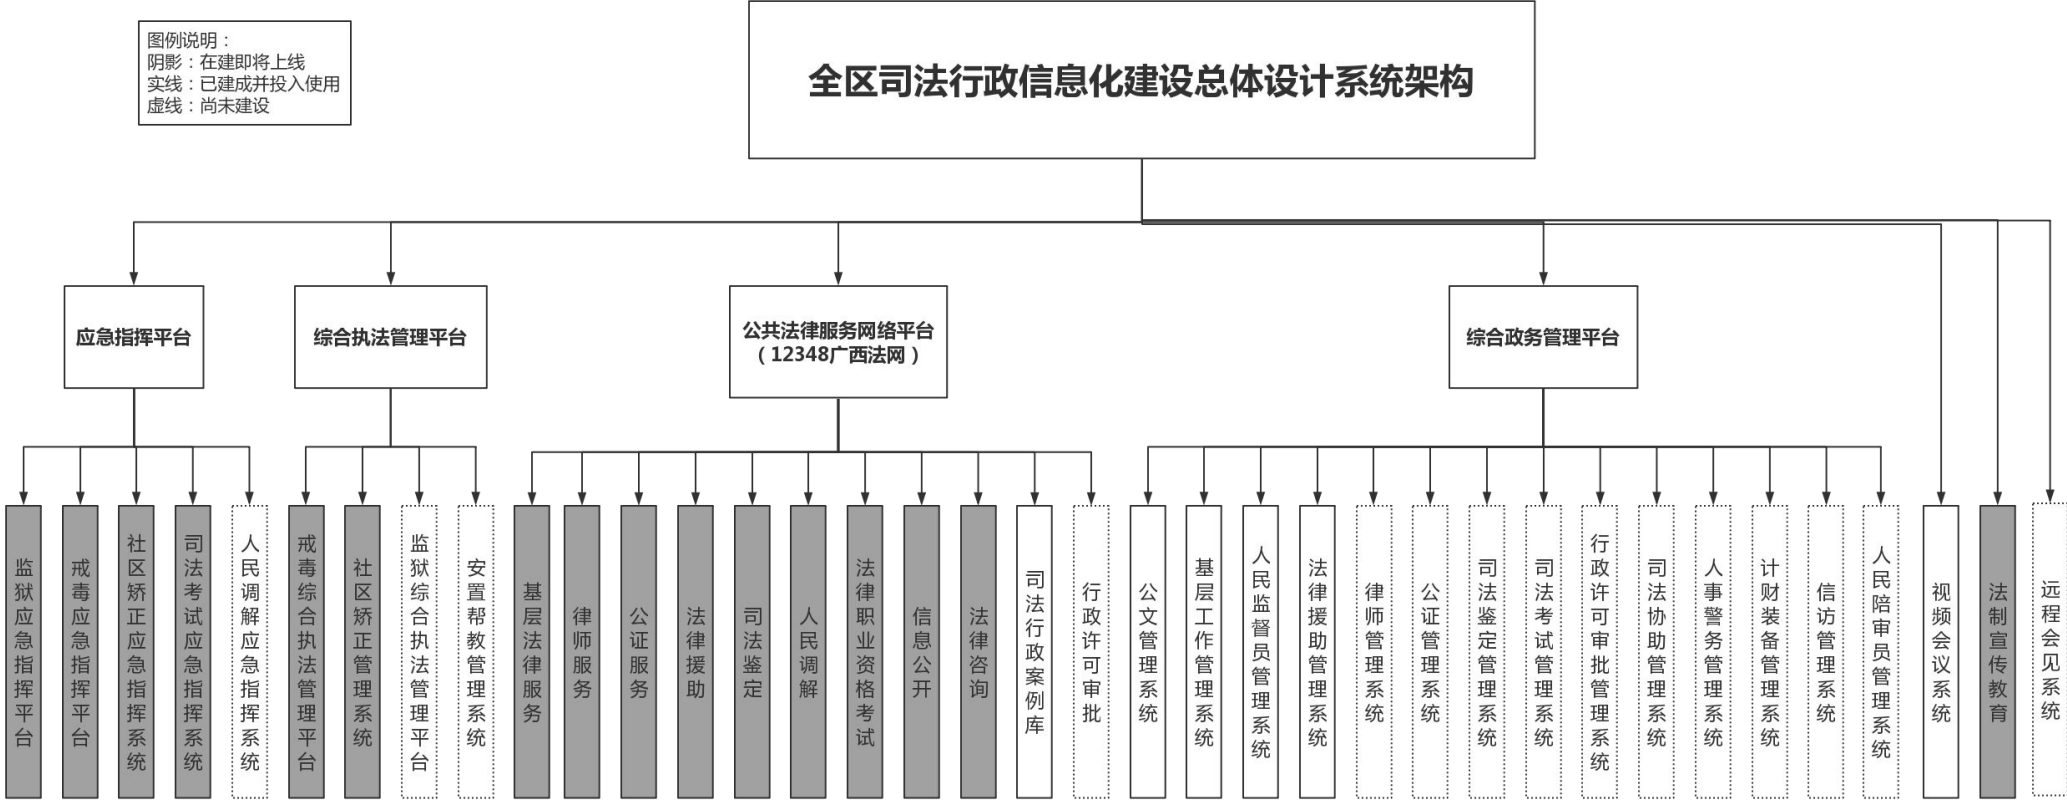 图例说明：
阴影：在建即将上线
实线：已建成并投入使用
虚线：尚未建设
全区司法行政信息化建设总体设计系统架构
应急指挥平台
综合执法管理平台
公共法律服务网络平台
（12348广西法网）
综合政务管理平台
监狱应急指挥平台
戒毒应急指挥平台
社区矫正应急指挥系统
司法考试应急指挥系统
人民调解应急指挥系统
戒毒综合执法管理平台
社区矫正管理系统
监狱综合执法管理平台
安置帮教管理系统
基层法律服务
律师服务
公证服务
法律援助
司法鉴定
人民调解
法律职业资格考试
信息公开
法律咨询
司法行政案例库
行政许可审批
公文管理系统
基层工作管理系统
人民监督员管理系统
法律援助管理系统
律师管理系统
公证管理系统
司法鉴定管理系统
司法考试管理系统
行政许可审批管理系统
司法协助管理系统
人事警务管理系统
计财装备管理系统
信访管理系统
人民陪审员管理系统
视频会议系统
法制宣传教育
远程会见系统